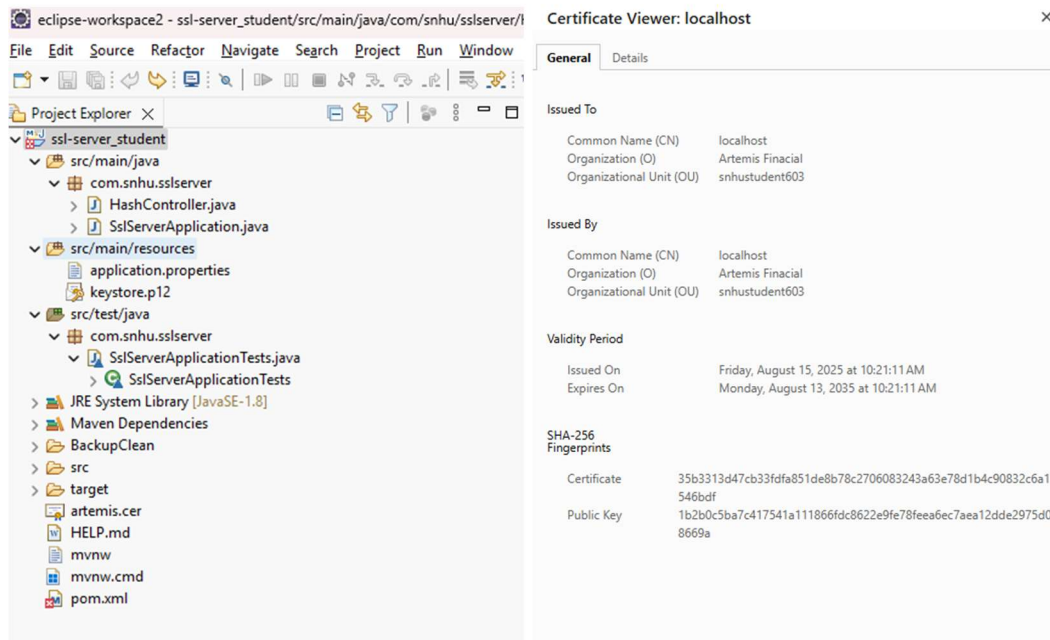 eclipse-workspace2 - ssl-server_student/src/main/java/com/snhu/sslserver/
File Edit Source Refactor Navigate Search Project Run Window
Project Explorer
ssl-server_student
src/main/java
com.snhu.sslserver
HashController.java
SslServerApplication.java
src/main/resources
application.properties
keystore.p12
src/test/java
com.snhu.sslserver
SslServerApplicationTests.java
SslServerApplicationTests
JRE System Library [JavaSE-1.8]
Maven Dependencies
BackupClean
src
target
artemis.cer
HELP.md
mvnw
mvnw.cmd
pom.xml
Certificate Viewer: localhost
General Details
Issued To
Common Name (CN) localhost
Organization (O) Artemis Finacial
Organizational Unit (OU) snhustudent603
Issued By
Common Name (CN) localhost
Organization (O) Artemis Finacial
Organizational Unit (OU) snhustudent603
Validity Period
Issued On Friday, August 15, 2025 at 10:21:11 AM
Expires On Monday, August 13, 2035 at 10:21:11 AM
SHA-256
Fingerprints
Certificate 35b3313d47cb33fdfa851de8b78c2706083243a63e78d1b4c90832c6a1
546bdf
Public Key 1b2b0c5ba7c417541a111866fdc8622e9fe78feea6ec7aea12dde2975d0
8669a